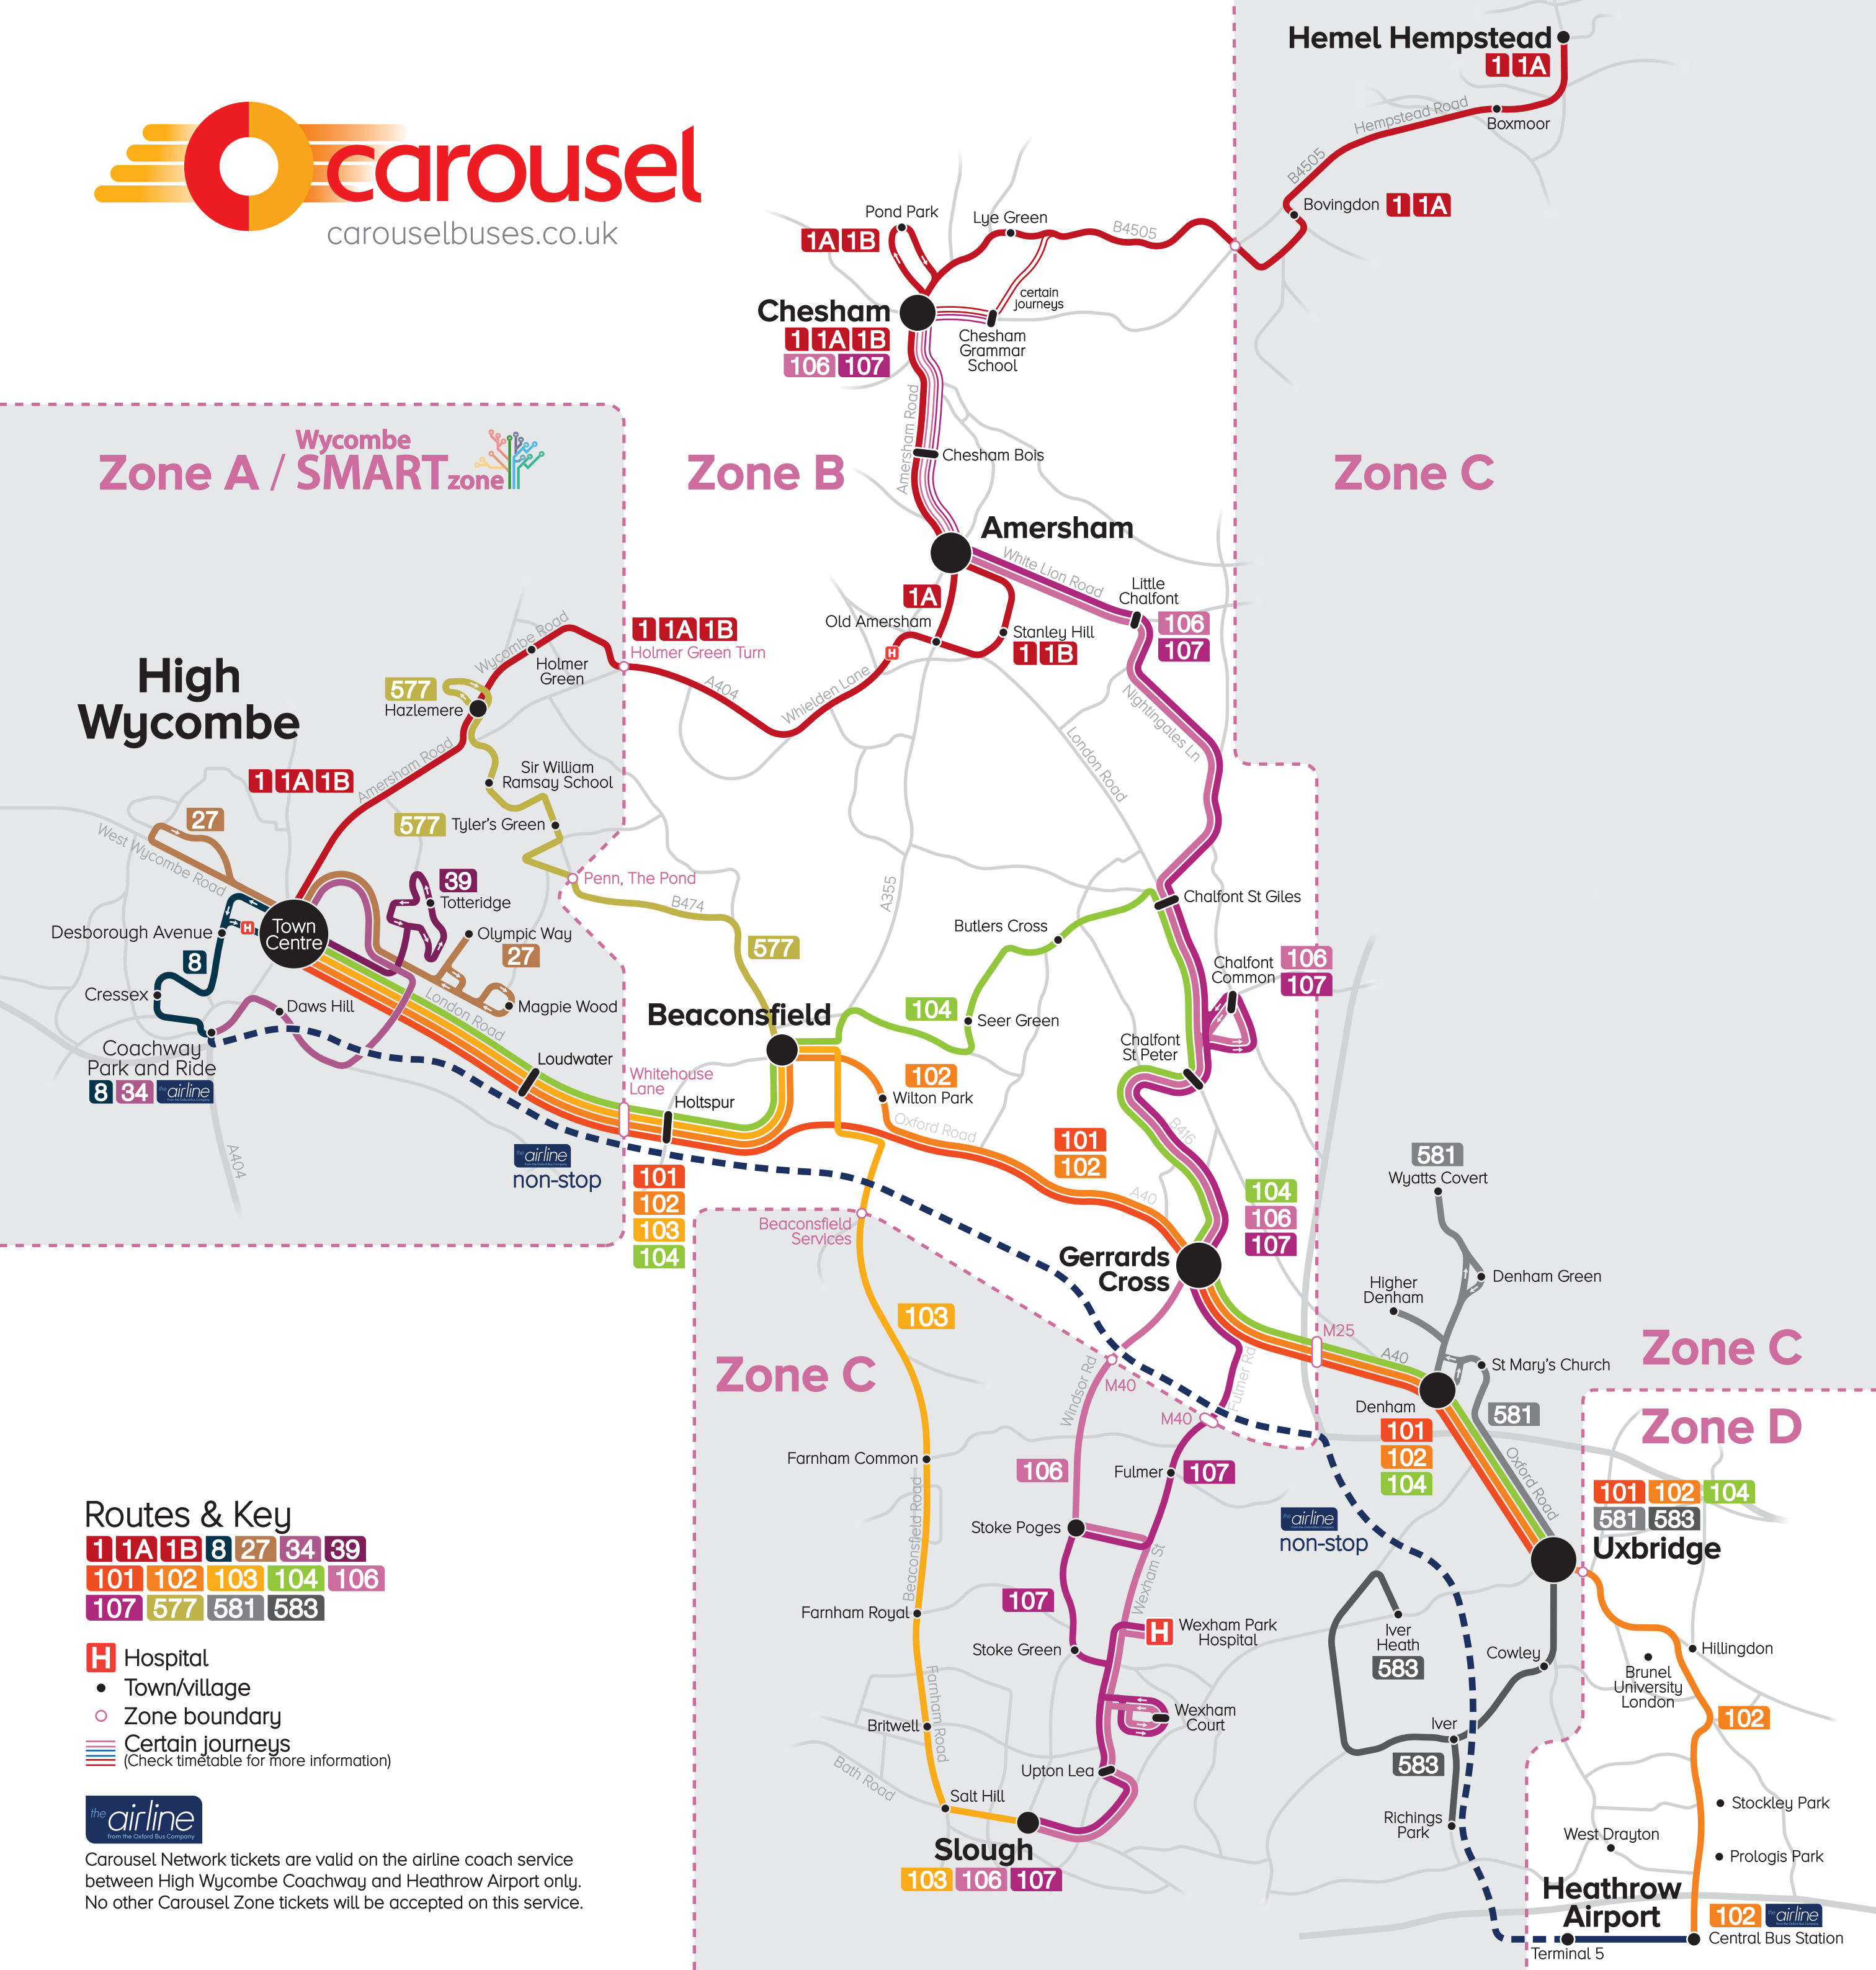 carousel
carouselbuses.co.uk
Hemel Hempstead
1 1A
Hempstead Road
Boxmoor
B4505
Bovingdon 1 1A
Pond Park
1A 1B
Lye Green
B4505
certain
journeys
Chesham
1 1A 1B
106 107
Chesham
Grammar
School
Amersham Road
Chesham Bois
Zone A / Wycombe
SMARTzone
Zone B
Zone C
Amersham
White Lion Road
1A
Little
Chalfont
106
107
Old Amersham
H
Stanley Hill
1 1B
1 1A 1B
Holmer Green Turn
Wycombe Road
Holmer
Green
A404
Whielden Lane
Nightingales Ln
London Road
High
Wycombe
577
Hazlemere
Amersham Road
1 1A 1B
Sir William
Ramsay School
577
Tyler's Green
27
West Wycombe Road
Penn, The Pond
B474
A355
577
39
Totteridge
Olympic Way
27
Town
Centre
Desborough Avenue
H
8
Cressex
Daws Hill
London Road
Magpie Wood
Coachway
Park and Ride
8 34 the airline
A404
Loudwater
the airline
non-stop
Whitehouse
Lane
Holtspur
101
102
103
104
Beaconsfield
104
Seer Green
Butlers Cross
Chalfont St Giles
Chalfont
Common
106
107
Chalfont
St Peter
102
Wilton Park
Oxford Road
101
102
A40
B416
104
106
107
Gerrards
Cross
Beaconsfield
Services
103
Zone C
Windsor Rd
M40
M40
Fulmer Rd
M25
A40
581
Wyatts Covert
Denham Green
Higher
Denham
St Mary's Church
Zone C
Denham
101
102
104
581
Oxford Road
Zone D
101 102 104
581 583
Uxbridge
Farnham Common
Beaconsfield Road
106
Fulmer 107
Stoke Poges
Wexham St
107
Farnham Royal
H Wexham Park
Hospital
Stoke Green
Farnham Road
Wexham
Court
Britwell
Upton Lea
Bath Road
Salt Hill
Slough
103 106 107
the airline
non-stop
Iver
Heath
583
Cowley
Iver
583
Richings
Park
Hillingdon
Brunel
University
London
102
Stockley Park
West Drayton
Prologis Park
Heathrow
Airport
102 the airline
Central Bus Station
Terminal 5
Routes & Key
1 1A 1B 8 27 34 39
101 102 103 104 106
107 577 581 583
H Hospital
Town/village
Zone boundary
Certain journeys
(Check timetable for more information)
the airline
from the Oxford Bus Company
Carousel Network tickets are valid on the airline coach service
between High Wycombe Coachway and Heathrow Airport only.
No other Carousel Zone tickets will be accepted on this service.